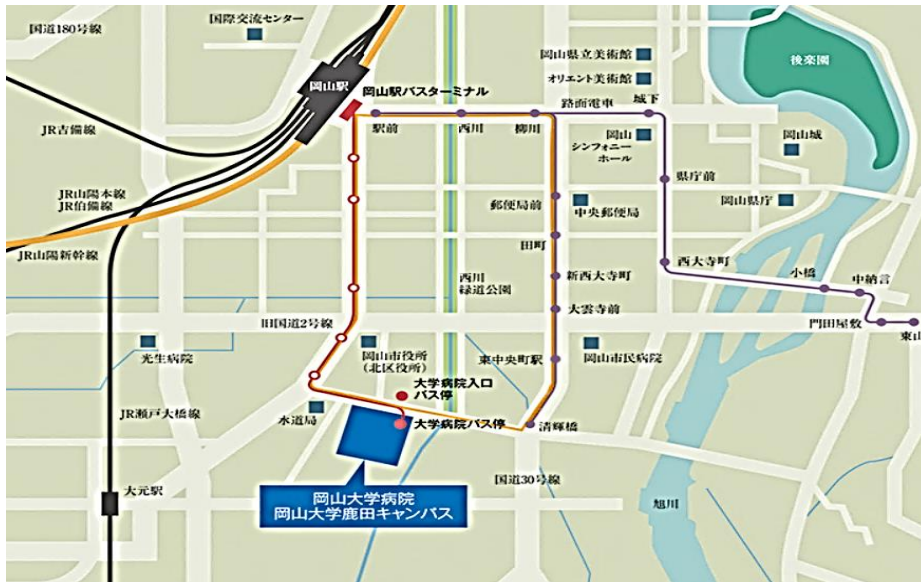 国際交流センター
国道180号線
岡山県立美術館
後楽園
オリエント美術館
岡山駅
岡山駅バスターミナル
路面電車
城下
JR吉備線
駅前
西川
柳川
岡山
シンフォニー
ホール
岡山城
県庁前
JR山陽本線
JR伯備線
郵便局前
中央郵便局
岡山県庁
田町
JR山陽新幹線
西川
緑道公園
新西大寺町
西大寺町
小橋
中納言
大雲寺前
旧国道2号線
門田屋敷
東山
光生病院
岡山市役所
(北区役所)
東中央町駅
岡山市民病院
大学病院入口
バス停
JR瀬戸大橋線
水道局
大学病院バス停
清輝橋
国道30号線
大元駅
岡山大学病院
岡山大学鹿田キャンパス
旭川